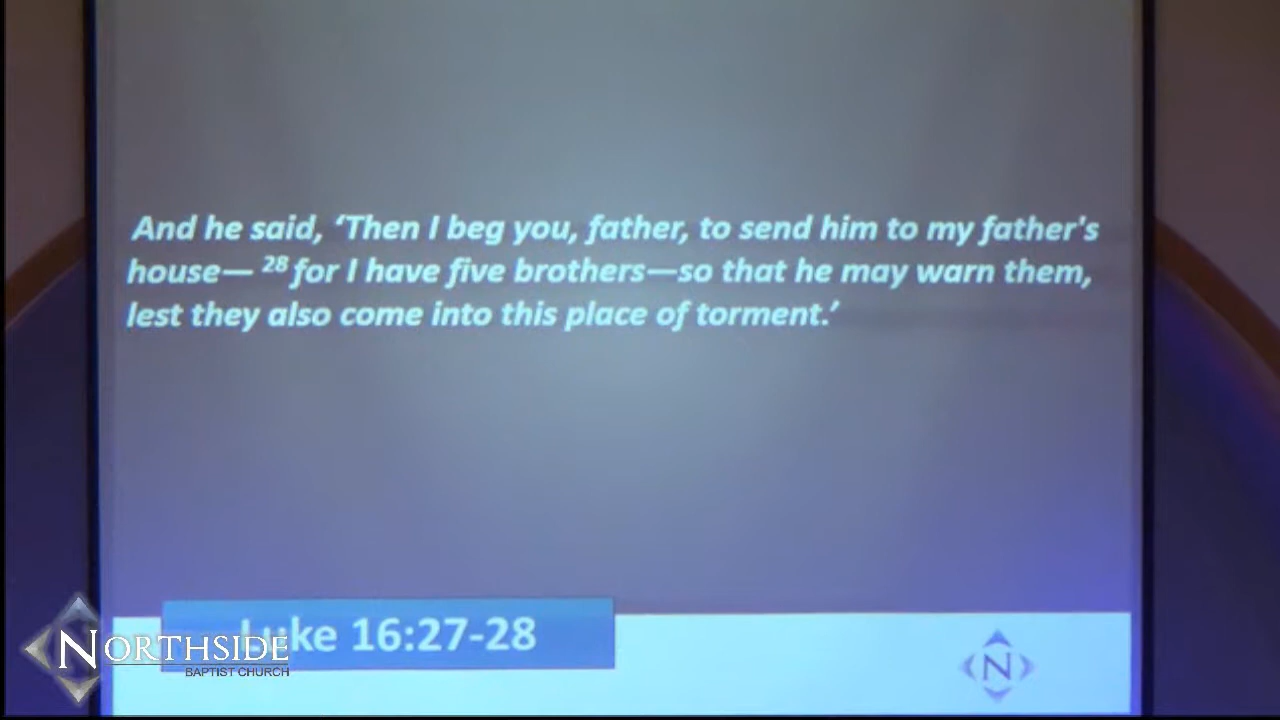 And he said, ‘Then I beg you, father, to send him to my father's
house— 28 for I have five brothers—so that he may warn them,
lest they also come into this place of torment.’
Luke 16:27-28
NORTHSIDE
BAPTIST CHURCH
N